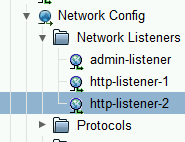 Network Config
Network Listeners
admin-listener
http-listener-1
http-listener-2
Protocols